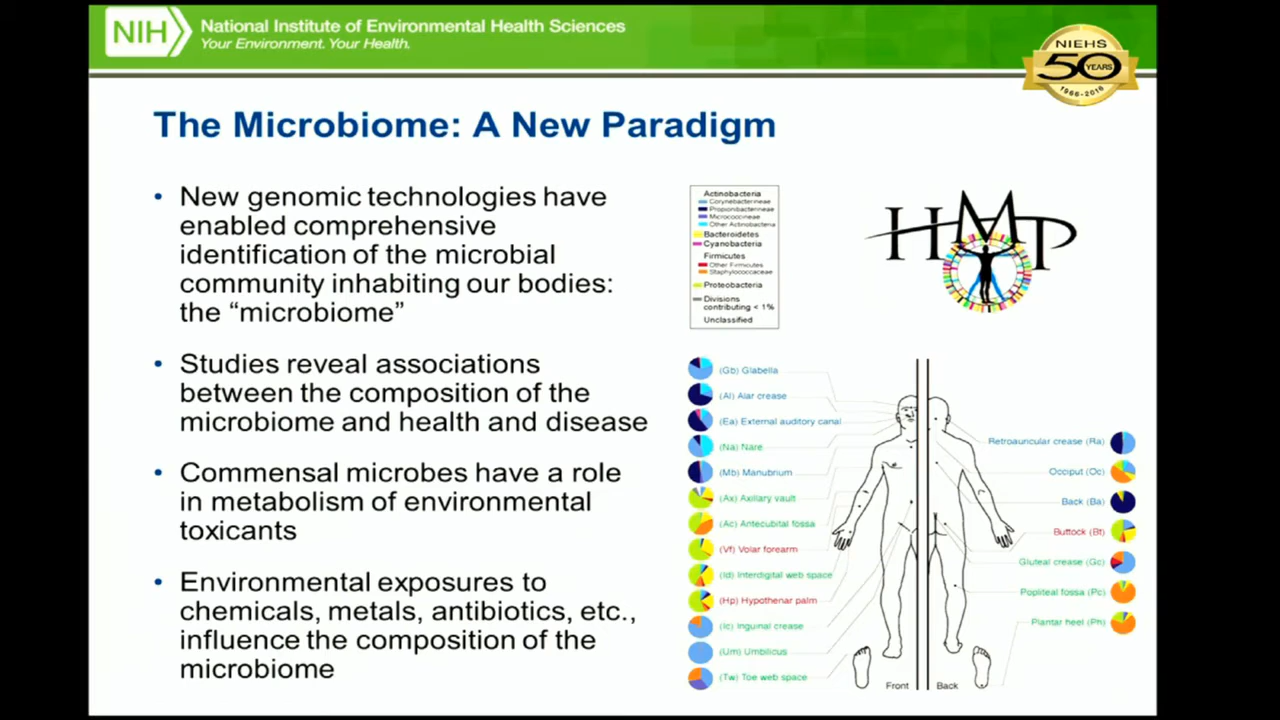 NIH
National Institute of Environmental Health Sciences
Your Environment. Your Health.
NIEHS
50
YEARS
1966-2016
The Microbiome: A New Paradigm
• New genomic technologies have
enabled comprehensive
identification of the microbial
community inhabiting our bodies:
the “microbiome”
• Studies reveal associations
between the composition of the
microbiome and health and disease
• Commensal microbes have a role
in metabolism of environmental
toxicants
• Environmental exposures to
chemicals, metals, antibiotics, etc.,
influence the composition of the
microbiome
Actinobacteria
Corynebacterineae
Propionibacterineae
Micrococcineae
Other Actinobacteria
Bacteroidetes
Cyanobacteria
Firmicutes
Other Firmicutes
Staphylococcaceae
Proteobacteria
Divisions
contributing < 1%
Unclassified
HMP
(Gb) Glabella
(Al) Alar crease
(Ea) External auditory canal
(Na) Nare
(Mb) Manubrium
(Ax) Axillary vault
(Ac) Antecubital fossa
(Vf) Volar forearm
(Id) Interdigital web space
(Hp) Hypothenar palm
(Ic) Inguinal crease
(Um) Umbilicus
(Tw) Toe web space
Retroauricular crease (Ra)
Occiput (Oc)
Back (Ba)
Buttock (Bt)
Gluteal crease (Gc)
Popliteal fossa (Pc)
Plantar heel (Ph)
Front
Back